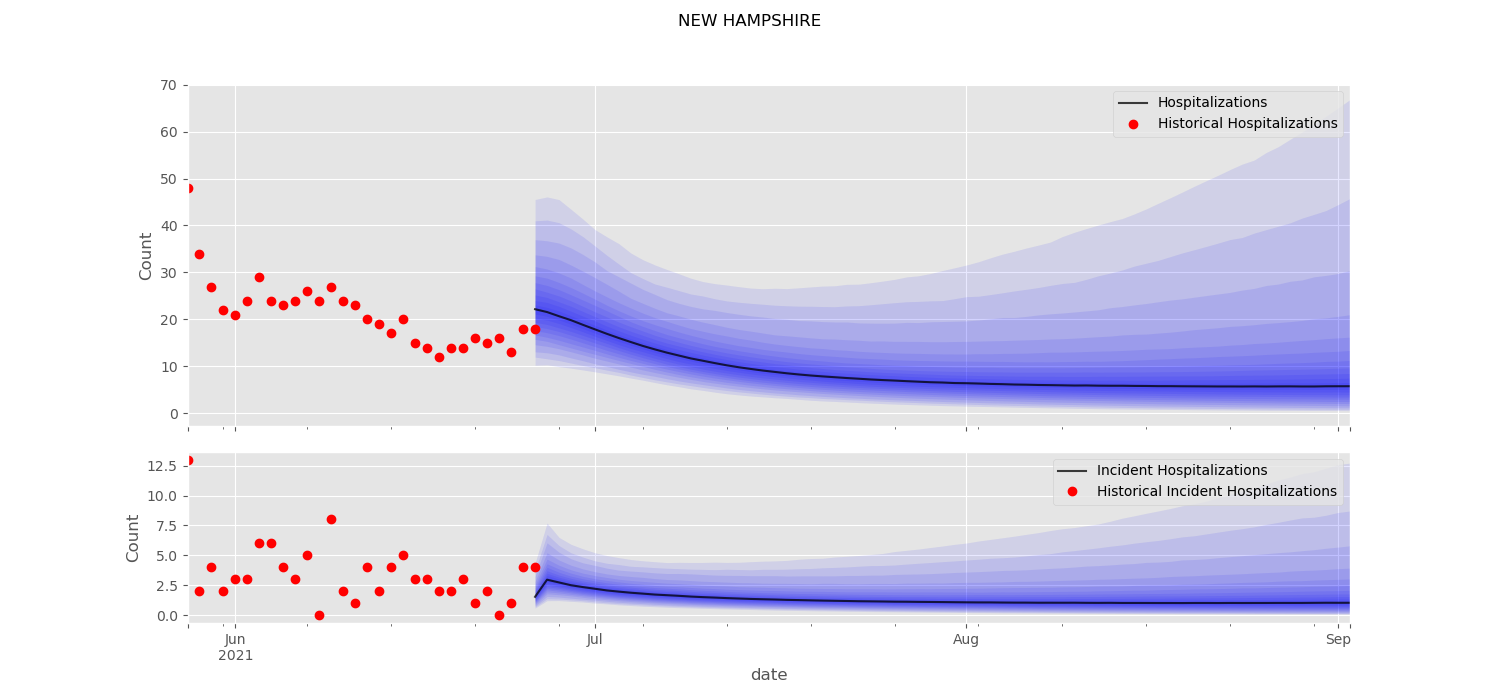 NEW HAMPSHIRE
70
60
50
40
30
20
10
0
Count
Hospitalizations
Historical Hospitalizations
12.5
10.0
7.5
5.0
2.5
0.0
Count
Incident Hospitalizations
Historical Incident Hospitalizations
Jun Jul Aug Sep
2021
date